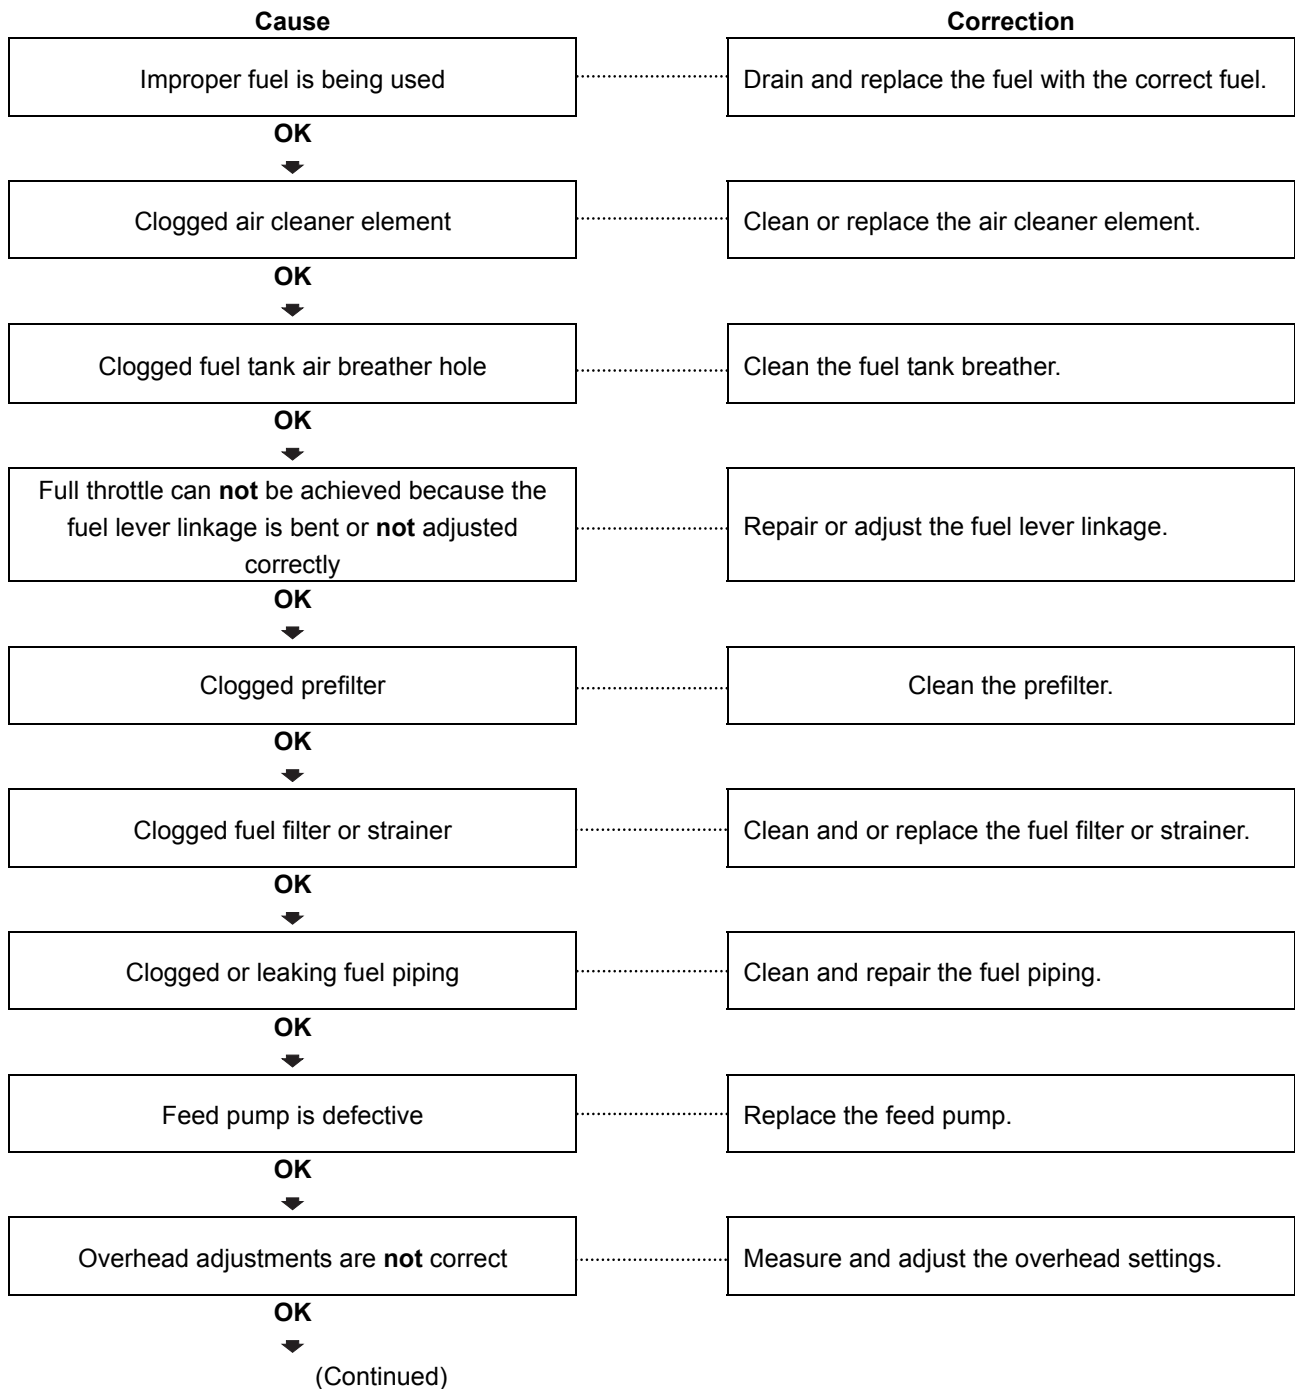 Cause Correction
Improper fuel is being used Drain and replace the fuel with the correct fuel.
OK
Clogged air cleaner element Clean or replace the air cleaner element.
OK
Clogged fuel tank air breather hole Clean the fuel tank breather.
OK
Full throttle can not be achieved because the
fuel lever linkage is bent or not adjusted
correctly
Repair or adjust the fuel lever linkage.
OK
Clogged prefilter Clean the prefilter.
OK
Clogged fuel filter or strainer Clean and or replace the fuel filter or strainer.
OK
Clogged or leaking fuel piping Clean and repair the fuel piping.
OK
Feed pump is defective Replace the feed pump.
OK
Overhead adjustments are not correct Measure and adjust the overhead settings.
OK
(Continued)